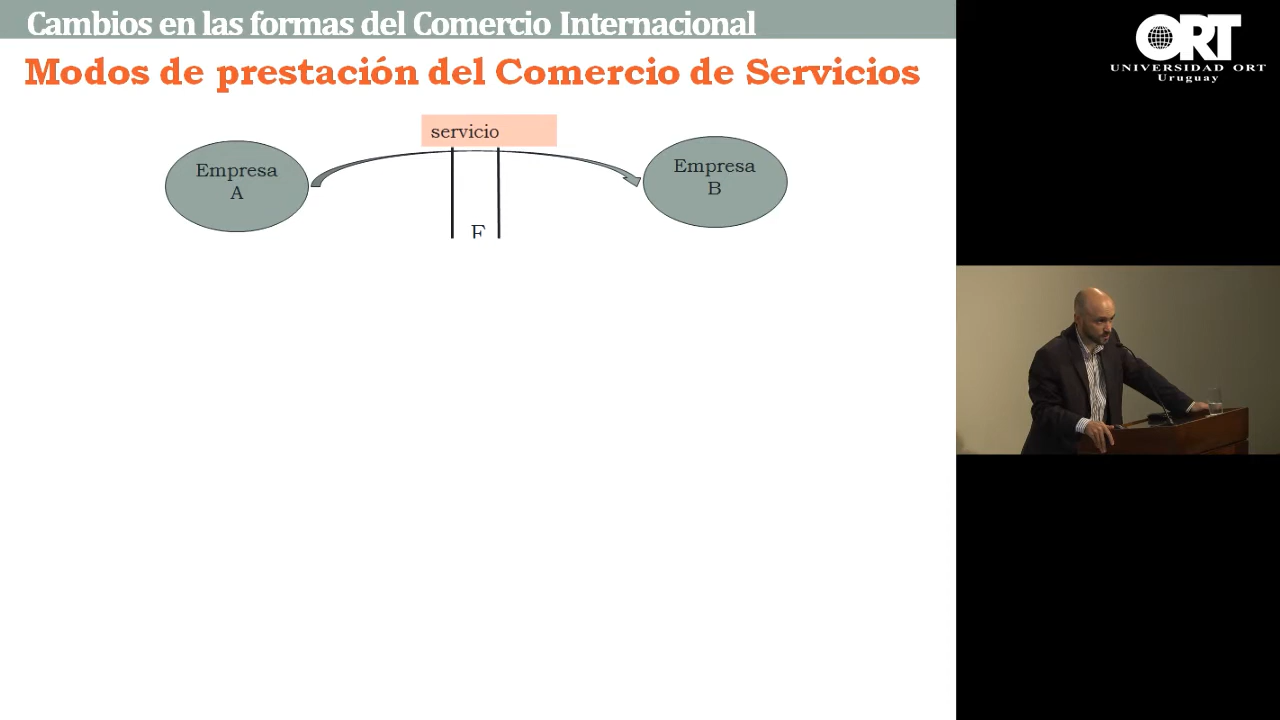 Cambios en las formas del Comercio Internacional
Modos de prestación del Comercio de Servicios
servicio
Empresa
A
Empresa
B
F
ORT
UNIVERSIDAD ORT
Uruguay